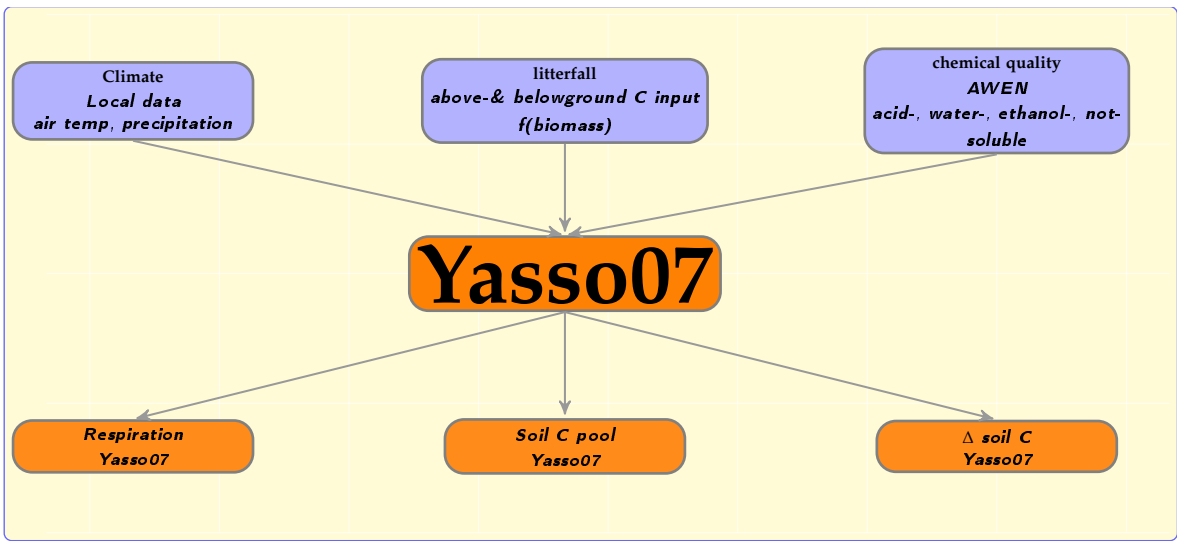 Climate
Local data
air temp, precipitation
litterfall
above-& belowground C input
f(biomass)
chemical quality
AWEN
acid-, water-, ethanol-, not-
soluble
Yasso07
Respiration
Yasso07
Soil C pool
Yasso07
Δ soil C
Yasso07